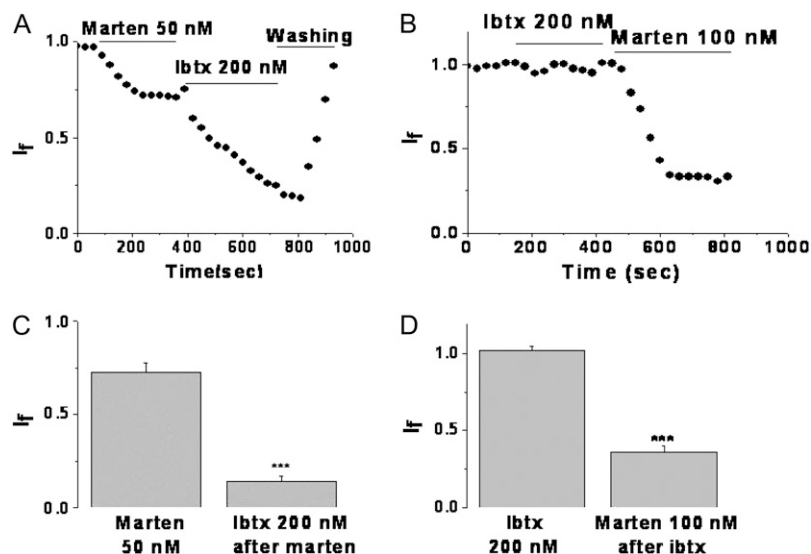 A
Marten 50 nM
Washing
Ibtx 200 nM
1.0
0.5
0.0
If
0 200 400 600 800 1000
Time(sec)
B
Ibtx 200 nM
Marten 100 nM
1.0
0.5
0.0
If
0 200 400 600 800 1000
Time (sec)
C
1.0
0.5
0.0
If
***
Marten
50 nM
Ibtx 200 nM
after marten
D
1.0
0.5
0.0
If
***
Ibtx
200 nM
Marten 100 nM
after ibtx